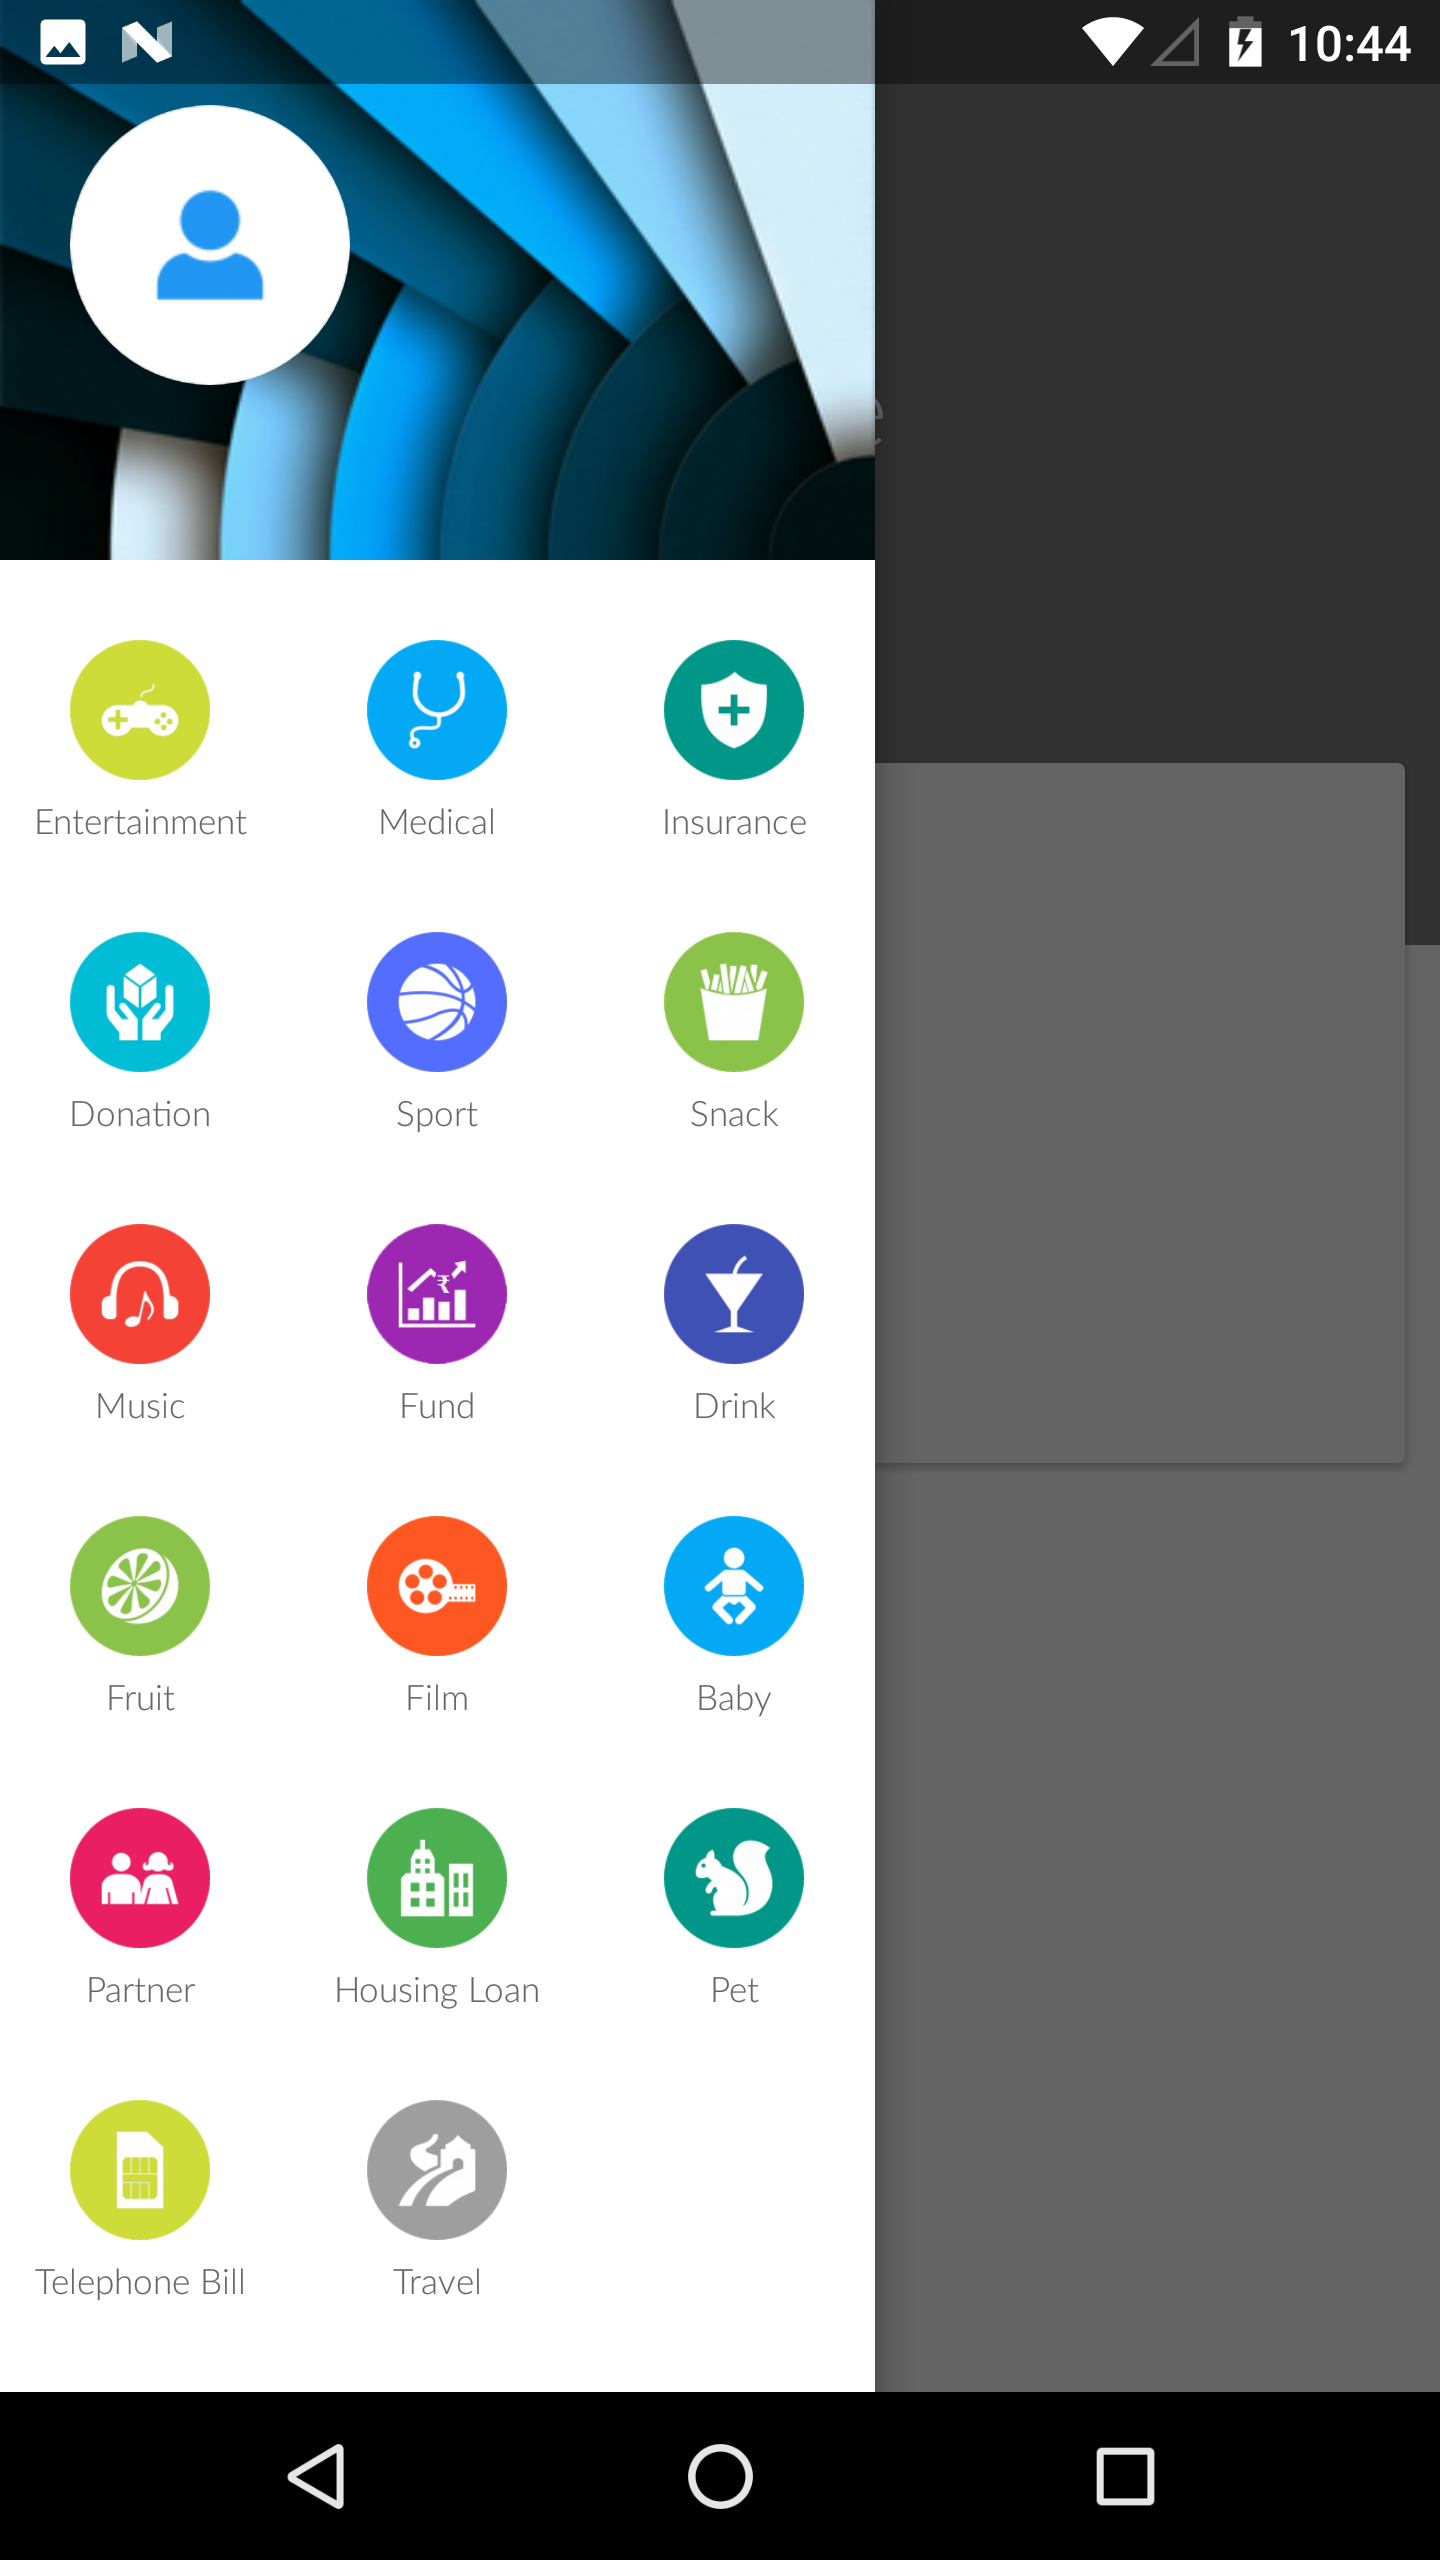 10:44
Entertainment Medical Insurance
Donation Sport Snack
Music Fund Drink
Fruit Film Baby
Partner Housing Loan Pet
Telephone Bill Travel